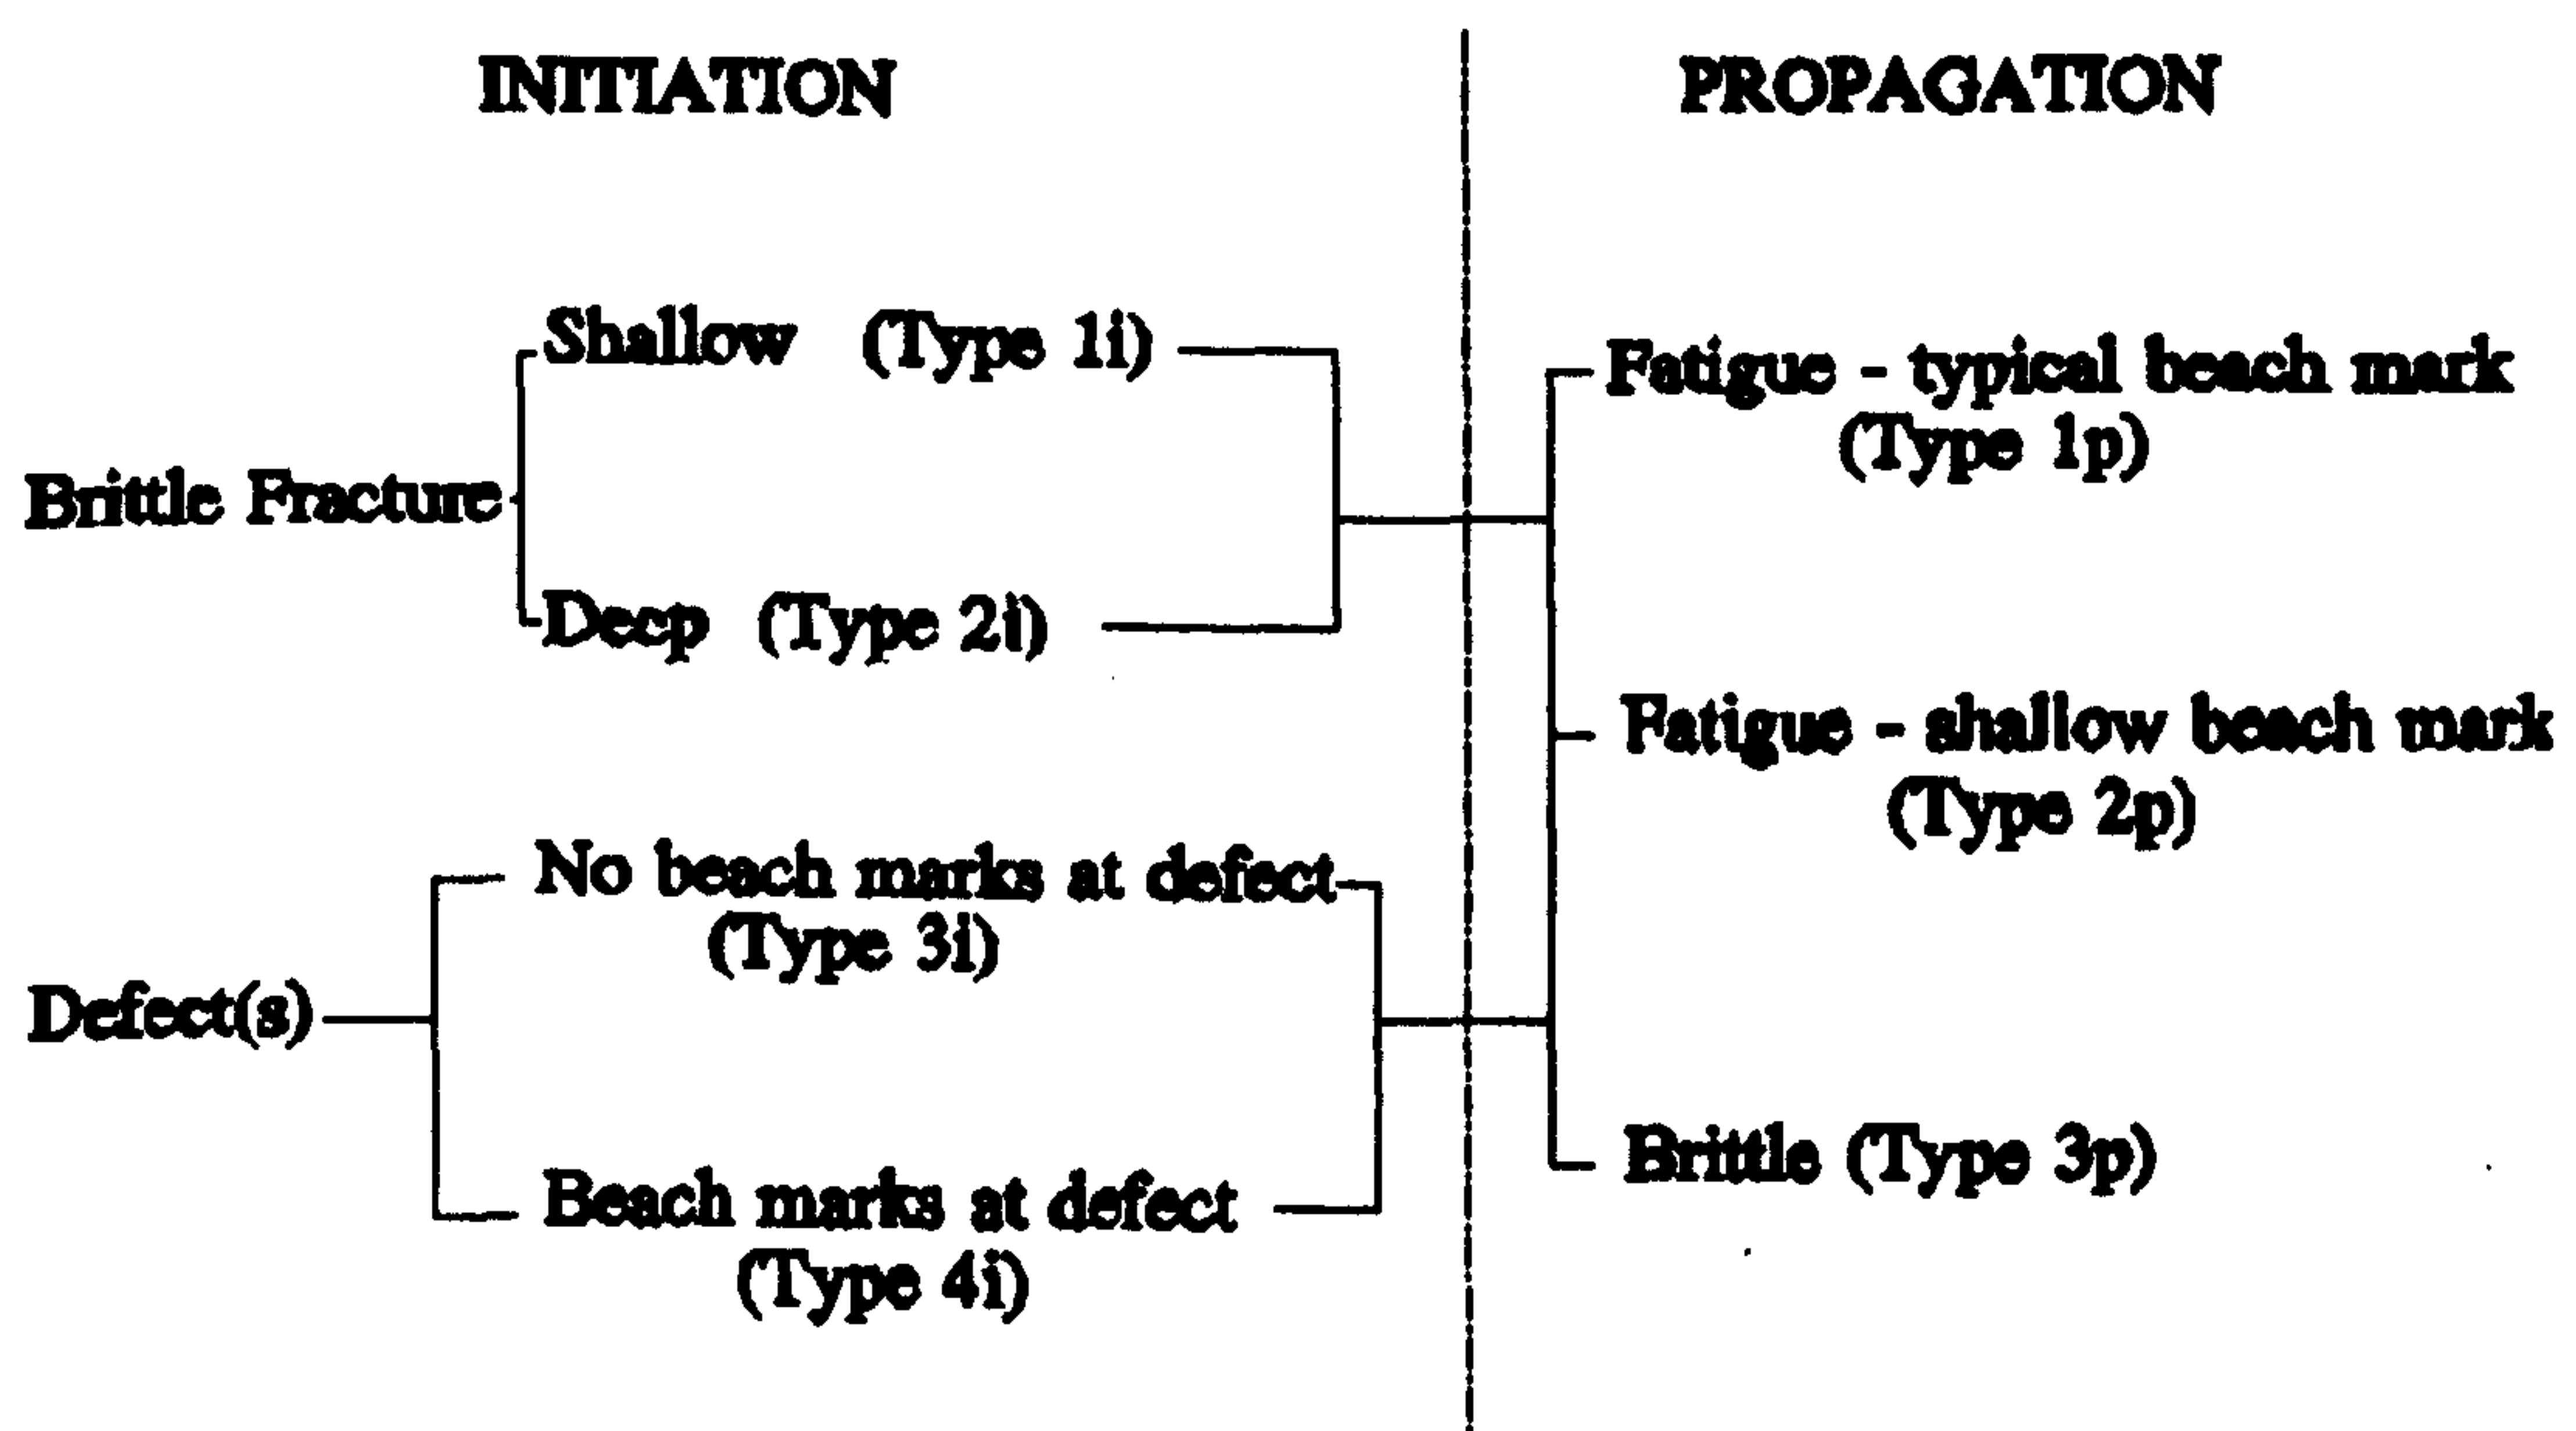 INITIATION
PROPAGATION
Shallow (Type 1i)
Brittle Fracture
Deep (Type 2i)
No beach marks at defect
(Type 3i)
Defect(s)
Beach marks at defect
(Type 4i)
Fatigue - typical beach mark
(Type 1p)
Fatigue - shallow beach mark
(Type 2p)
Brittle (Type 3p)